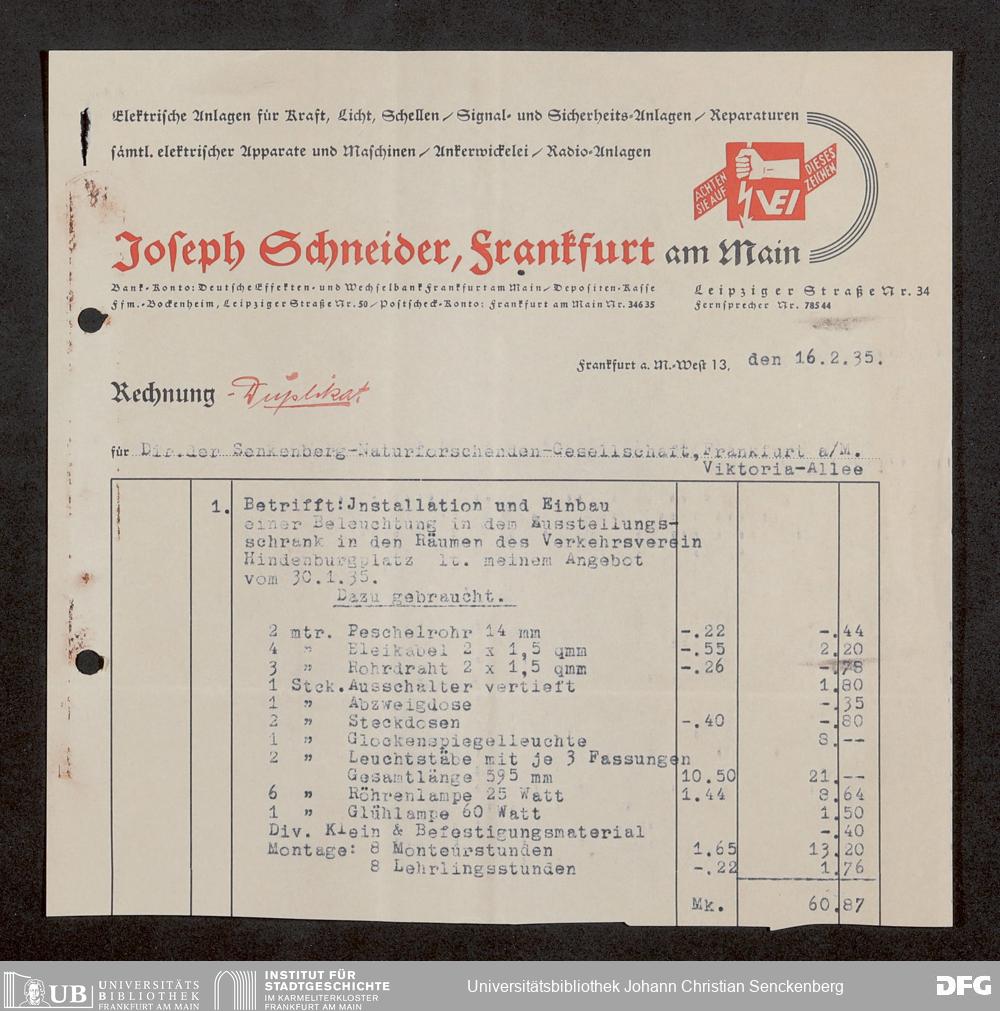 Elektrische Anlagen für Kraft, Licht, Schellen / Signal- und Sicherheits-Anlagen / Reparaturen
sämtl. elektrischer Apparate und Maschinen / Ankerwickelei / Radio-Anlagen
ACHTEN SIE AUF
VEI
DIESES ZEICHEN
Joseph Schneider, Frankfurt am Main
Bank-Konto: Deutsche Effekten- und Wechselbank Frankfurt am Main / Depositen-Kasse
Ffm.-Bockenheim, Leipziger Straße Nr. 50 / Postscheck-Konto: Frankfurt am Main Nr. 34635
Leipziger Straße Nr. 34
Fernsprecher Nr. 78544
Frankfurt a. M.-West 13, den 16.2.35.
Rechnung - Duplikat
für Dir.der Senkenberg-Naturforschenden-Gesellschaft,Frankfurt a/M.
Viktoria-Allee
1. Betrifft:Jnstallation und Einbau
einer Beleuchtung in dem Ausstellungs-
schrank in den Räumen des Verkehrsverein
Hindenburgplatz lt. meinem Angebot
vom 30.1.35.
Dazu gebraucht.
2 mtr. Peschelrohr 14 mm -.22 -.44
4 " Bleikabel 2 x 1,5 qmm -.55 2.20
3 " Rohrdraht 2 x 1,5 qmm -.26 -.78
1 Stck.Ausschalter vertieft 1.80
1 " Abzweigdose -.35
2 " Steckdosen -.40 -.80
1 " Glockenspiegelleuchte 8.--
2 " Leuchtstäbe mit je 3 Fassungen
Gesamtlänge 595 mm 10.50 21.--
6 " Röhrenlampe 25 Watt 1.44 8.64
1 " Glühlampe 60 Watt 1.50
Div. Klein & Befestigungsmaterial -.40
Montage: 8 Monteurstunden 1.65 13.20
8 Lehrlingsstunden -.22 1.76
Mk. 60.87
UB UNIVERSITÄTS
BIBLIOTHEK
FRANKFURT AM MAIN
INSTITUT FÜR
STADTGESCHICHTE
IM KARMELITERKLOSTER
FRANKFURT AM MAIN
Universitätsbibliothek Johann Christian Senckenberg
DFG